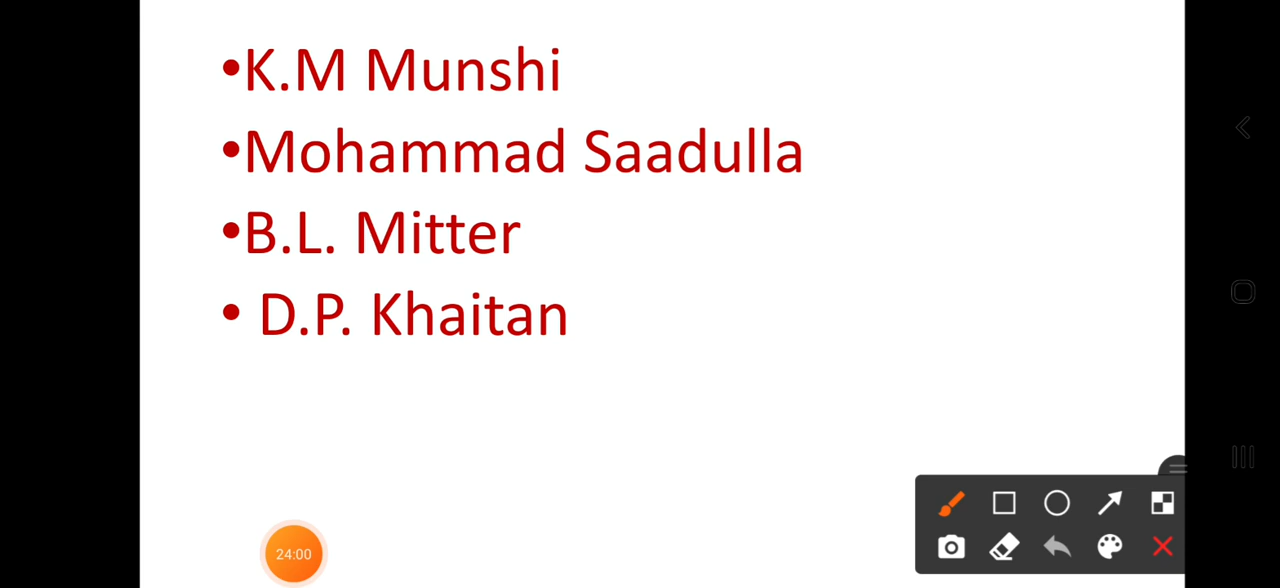 •K.M Munshi
•Mohammad Saadulla
•B.L. Mitter
• D.P. Khaitan
24:00